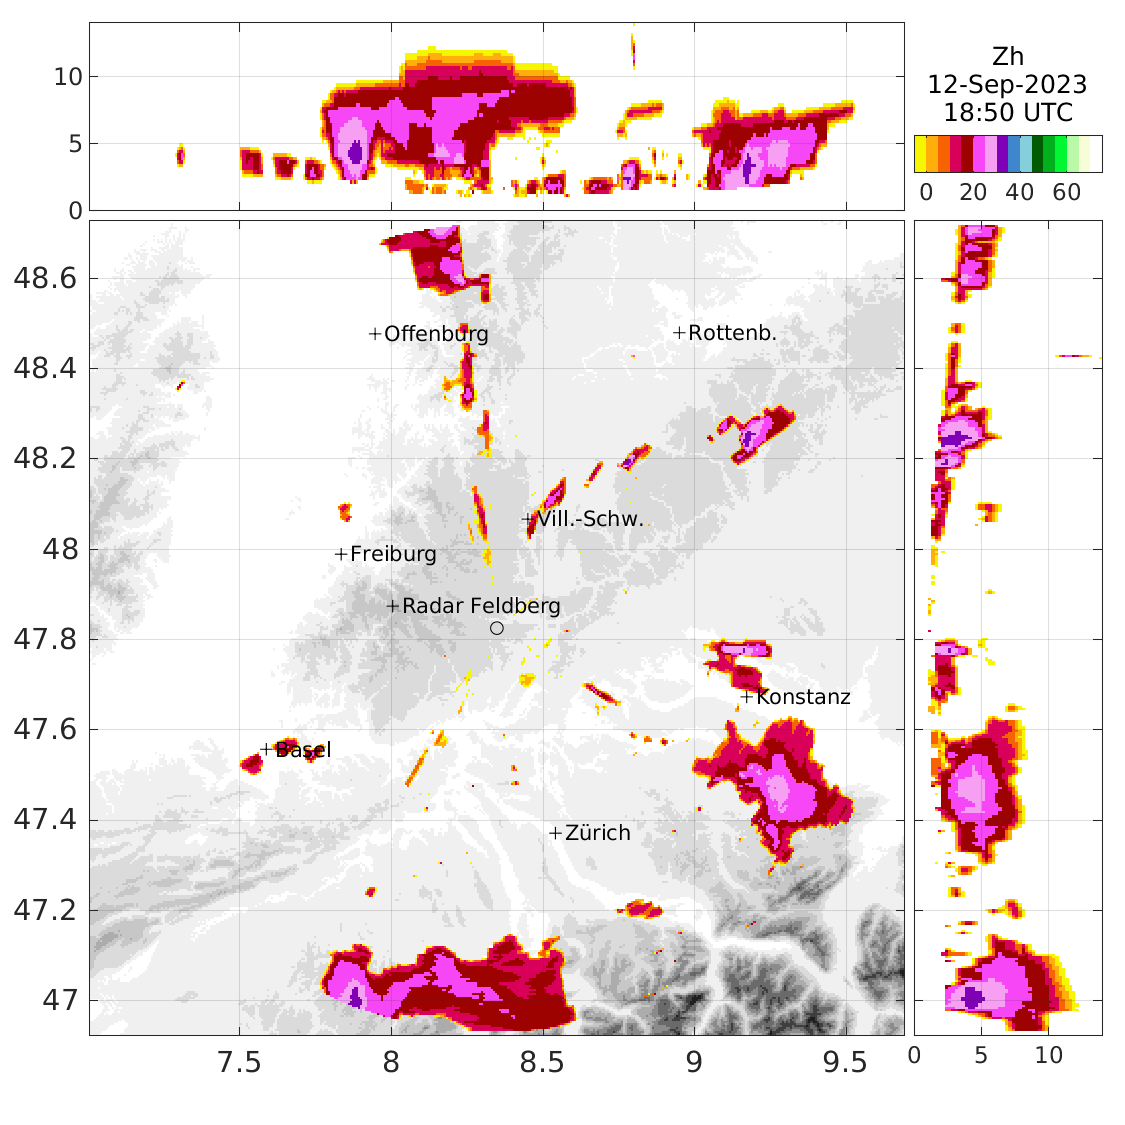 Zh
12-Sep-2023
18:50 UTC
0 20 40 60
10
5
0
48.6
48.4
48.2
48
47.8
47.6
47.4
47.2
47
+Offenburg
+Rottenb.
+Vill.-Schw.
+Freiburg
+Radar Feldberg
+Konstanz
+Basel
+Zürich
7.5 8 8.5 9 9.5
0 5 10